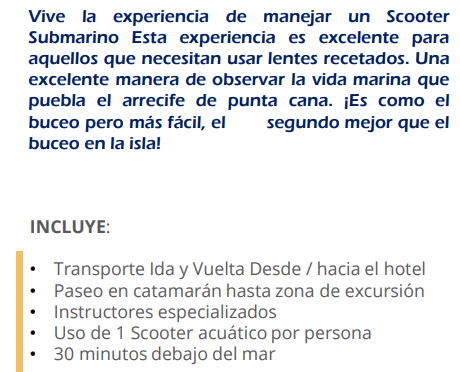 Vive la experiencia de manejar un Scooter
Submarino Esta experiencia es excelente para
aquellos que necesitan usar lentes recetados. Una
excelente manera de observar la vida marina que
puebla el arrecife de punta cana. ¡Es como el
buceo pero más fácil, el segundo mejor que el
buceo en la isla!
INCLUYE:
• Transporte Ida y Vuelta Desde / hacia el hotel
• Paseo en catamarán hasta zona de excursión
• Instructores especializados
• Uso de 1 Scooter acuático por persona
• 30 minutos debajo del mar